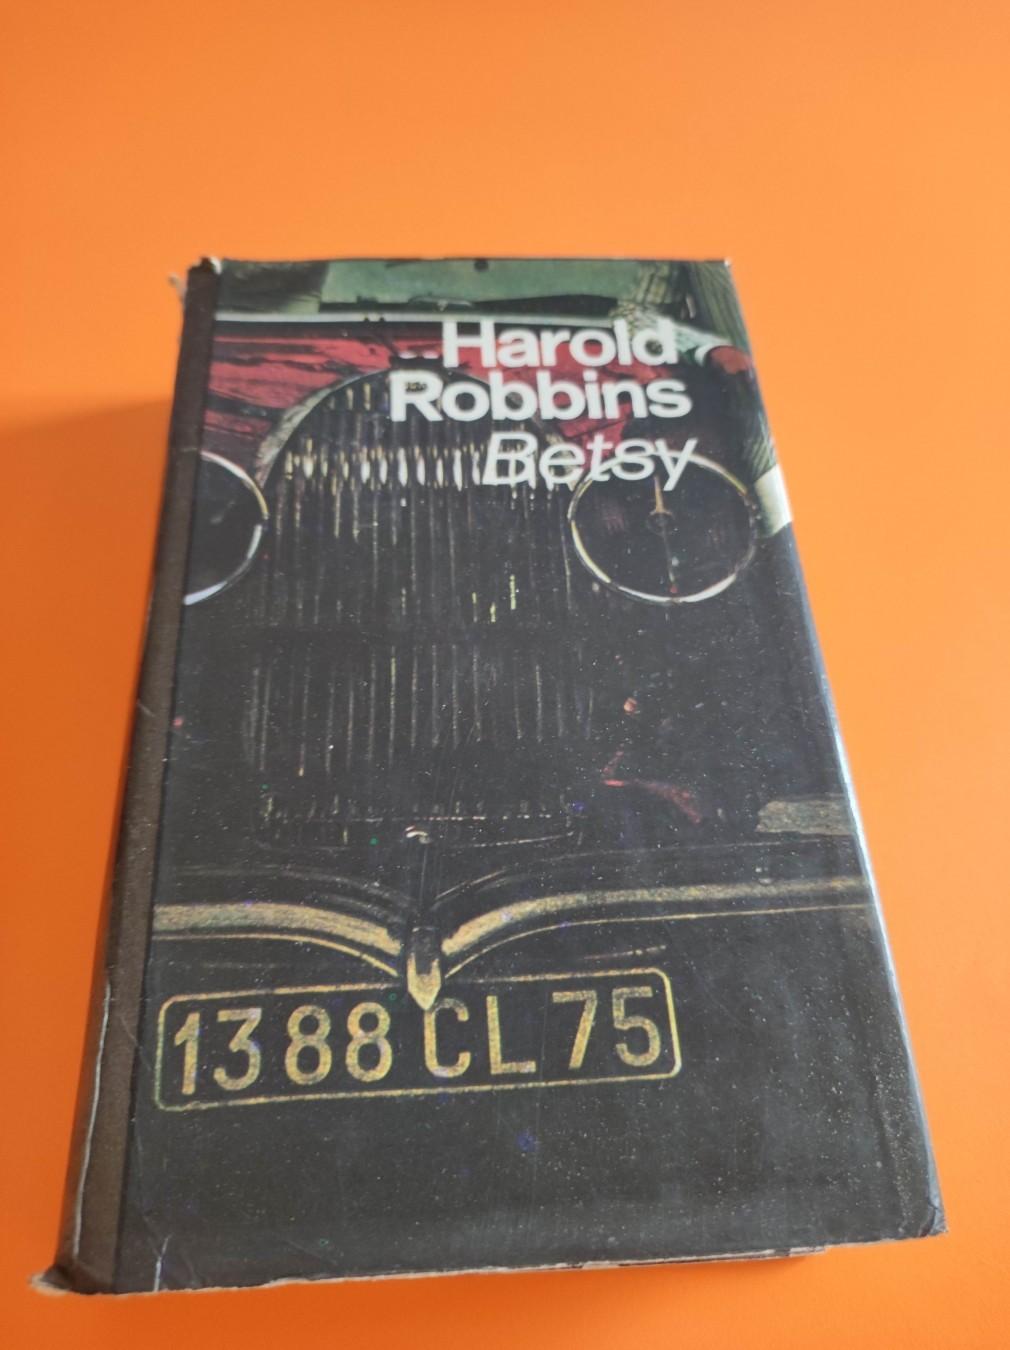 Harold
Robbins
Betsy
1388 CL 75